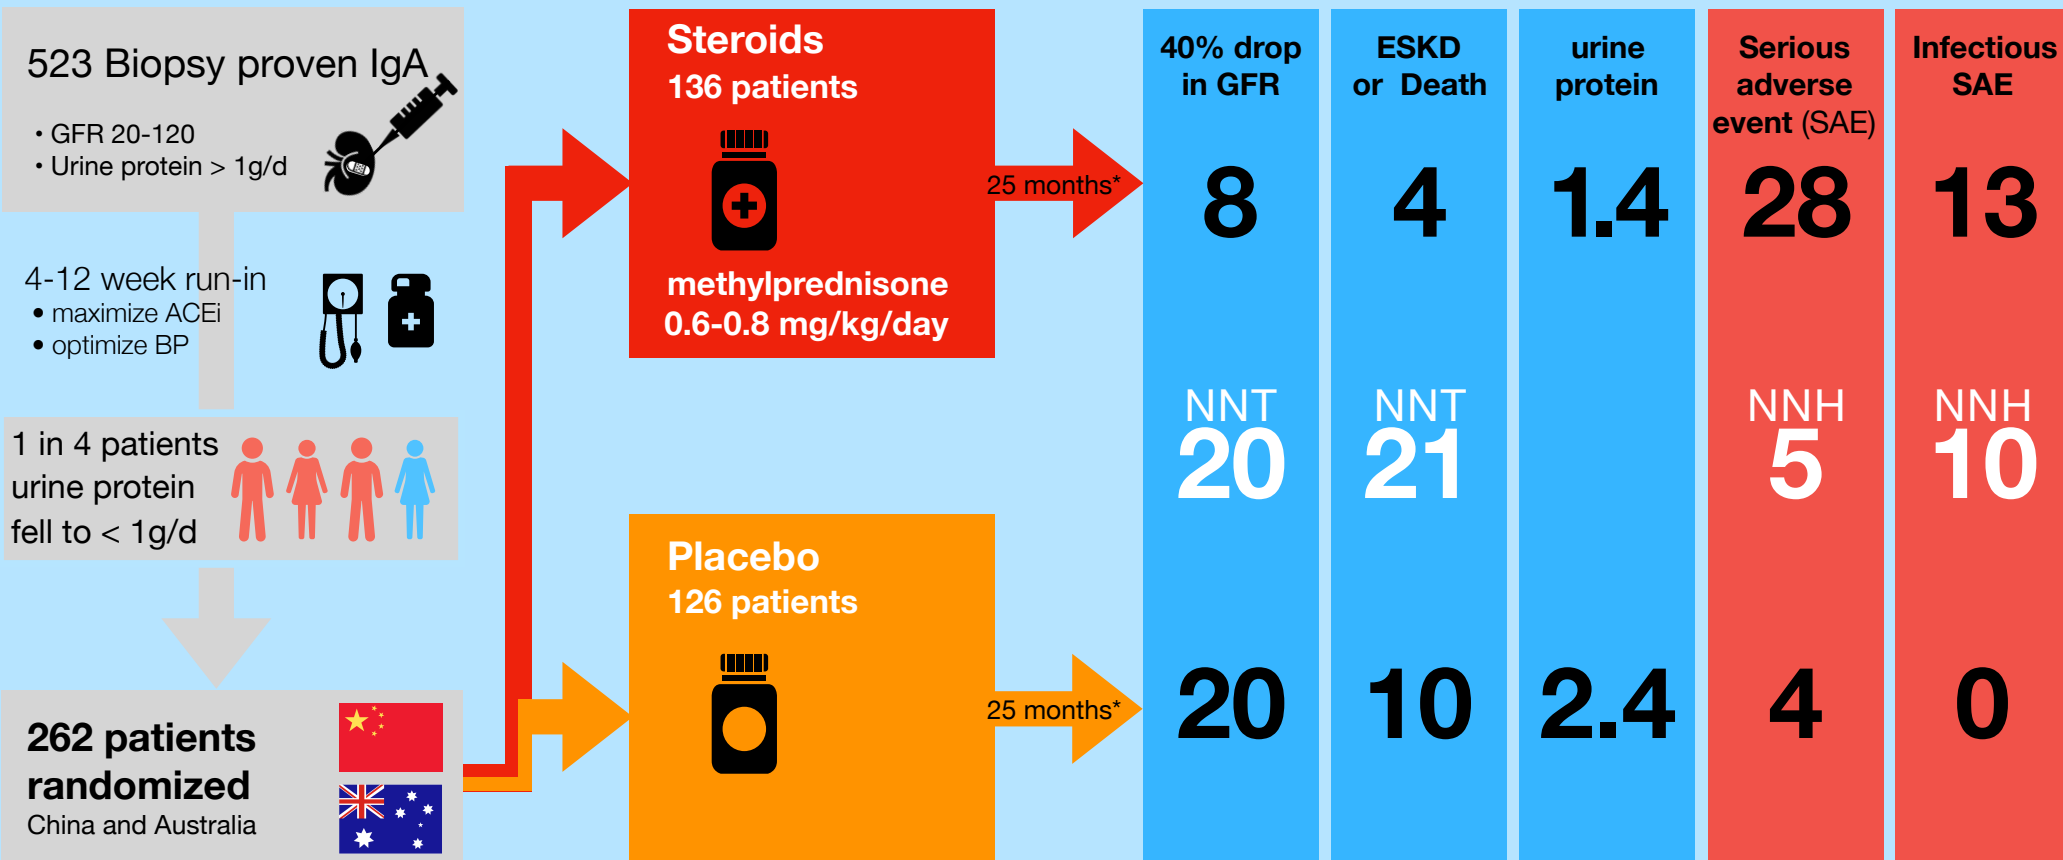 523 Biopsy proven IgA
• GFR 20-120
• Urine protein > 1g/d
4-12 week run-in
• maximize ACEi
• optimize BP
1 in 4 patients
urine protein
fell to < 1g/d
262 patients
randomized
China and Australia
Steroids
136 patients
methylprednisone
0.6-0.8 mg/kg/day
25 months*
Placebo
126 patients
25 months*
40% drop
in GFR
8
NNT
20
20
ESKD
or Death
4
NNT
21
10
urine
protein
1.4
2.4
Serious
adverse
event (SAE)
28
NNH
5
4
Infectious
SAE
13
NNH
10
0